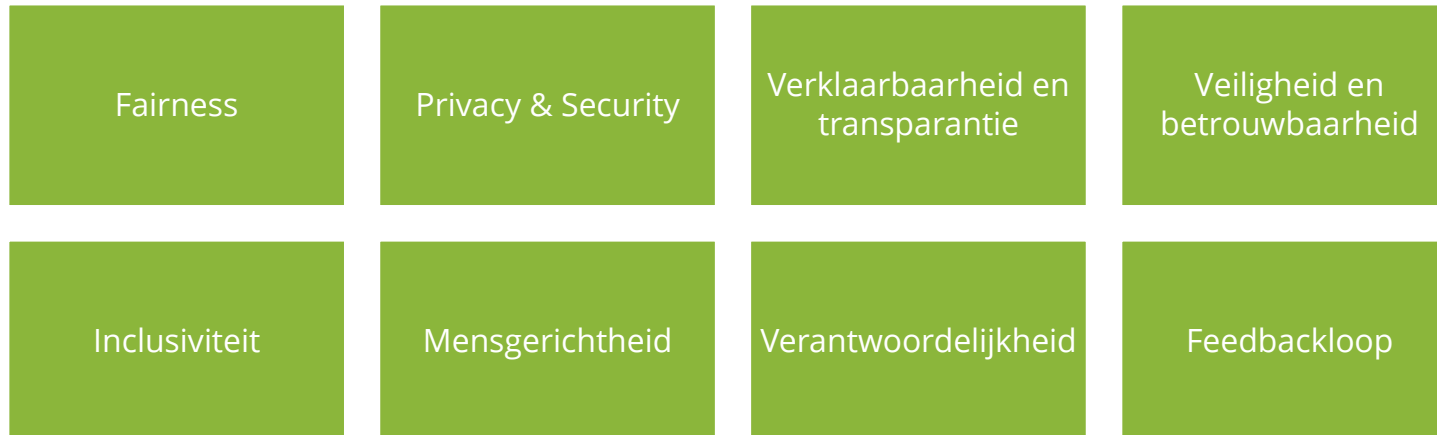 Fairness
Privacy & Security
Verklaarbaarheid en
transparantie
Veiligheid en
betrouwbaarheid
Inclusiviteit
Mensgerichtheid
Verantwoordelijkheid
Feedbackloop